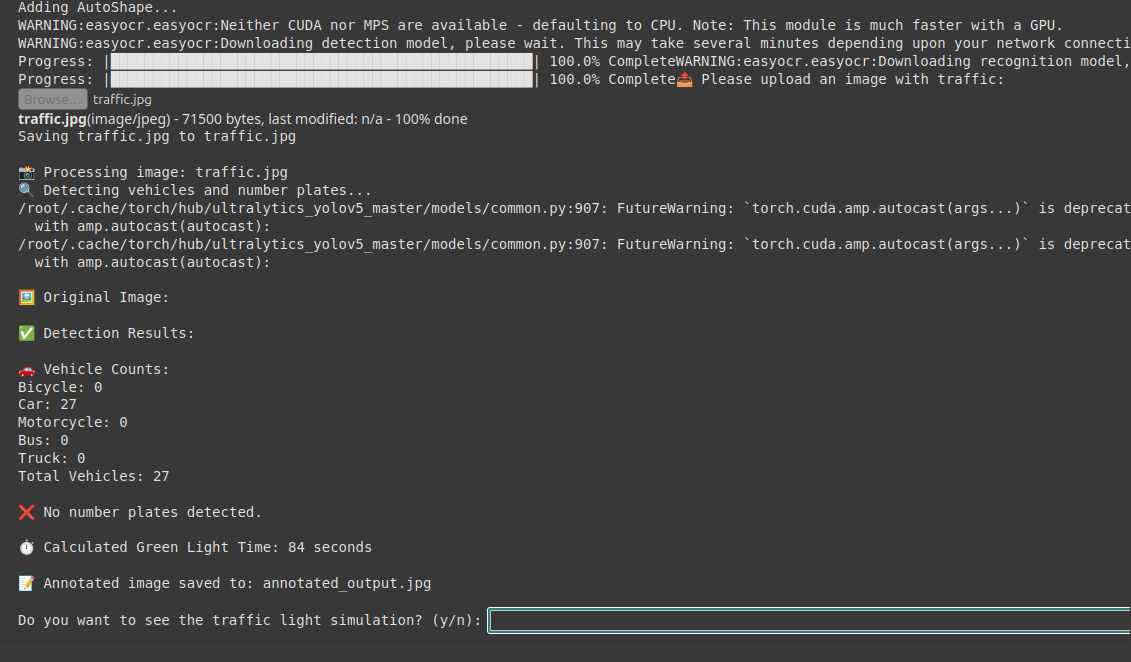 Adding AutoShape...
WARNING:easyocr.easyocr:Neither CUDA nor MPS are available - defaulting to CPU. Note: This module is much faster with a GPU.
WARNING:easyocr.easyocr:Downloading detection model, please wait. This may take several minutes depending upon your network connecti
Progress: || 100.0% CompleteWARNING:easyocr.easyocr:Downloading recognition model,
Progress: || 100.0% Complete📤 Please upload an image with traffic:
Browse... traffic.jpg
traffic.jpg(image/jpeg) - 71500 bytes, last modified: n/a - 100% done
Saving traffic.jpg to traffic.jpg
📸 Processing image: traffic.jpg
🔍 Detecting vehicles and number plates...
/root/.cache/torch/hub/ultralytics_yolov5_master/models/common.py:907: FutureWarning: `torch.cuda.amp.autocast(args...)` is deprecat
with amp.autocast(autocast):
/root/.cache/torch/hub/ultralytics_yolov5_master/models/common.py:907: FutureWarning: `torch.cuda.amp.autocast(args...)` is deprecat
with amp.autocast(autocast):
🖼️ Original Image:
✅ Detection Results:
🚗 Vehicle Counts:
Bicycle: 0
Car: 27
Motorcycle: 0
Bus: 0
Truck: 0
Total Vehicles: 27
❌ No number plates detected.
⏱️ Calculated Green Light Time: 84 seconds
📝 Annotated image saved to: annotated_output.jpg
Do you want to see the traffic light simulation? (y/n):